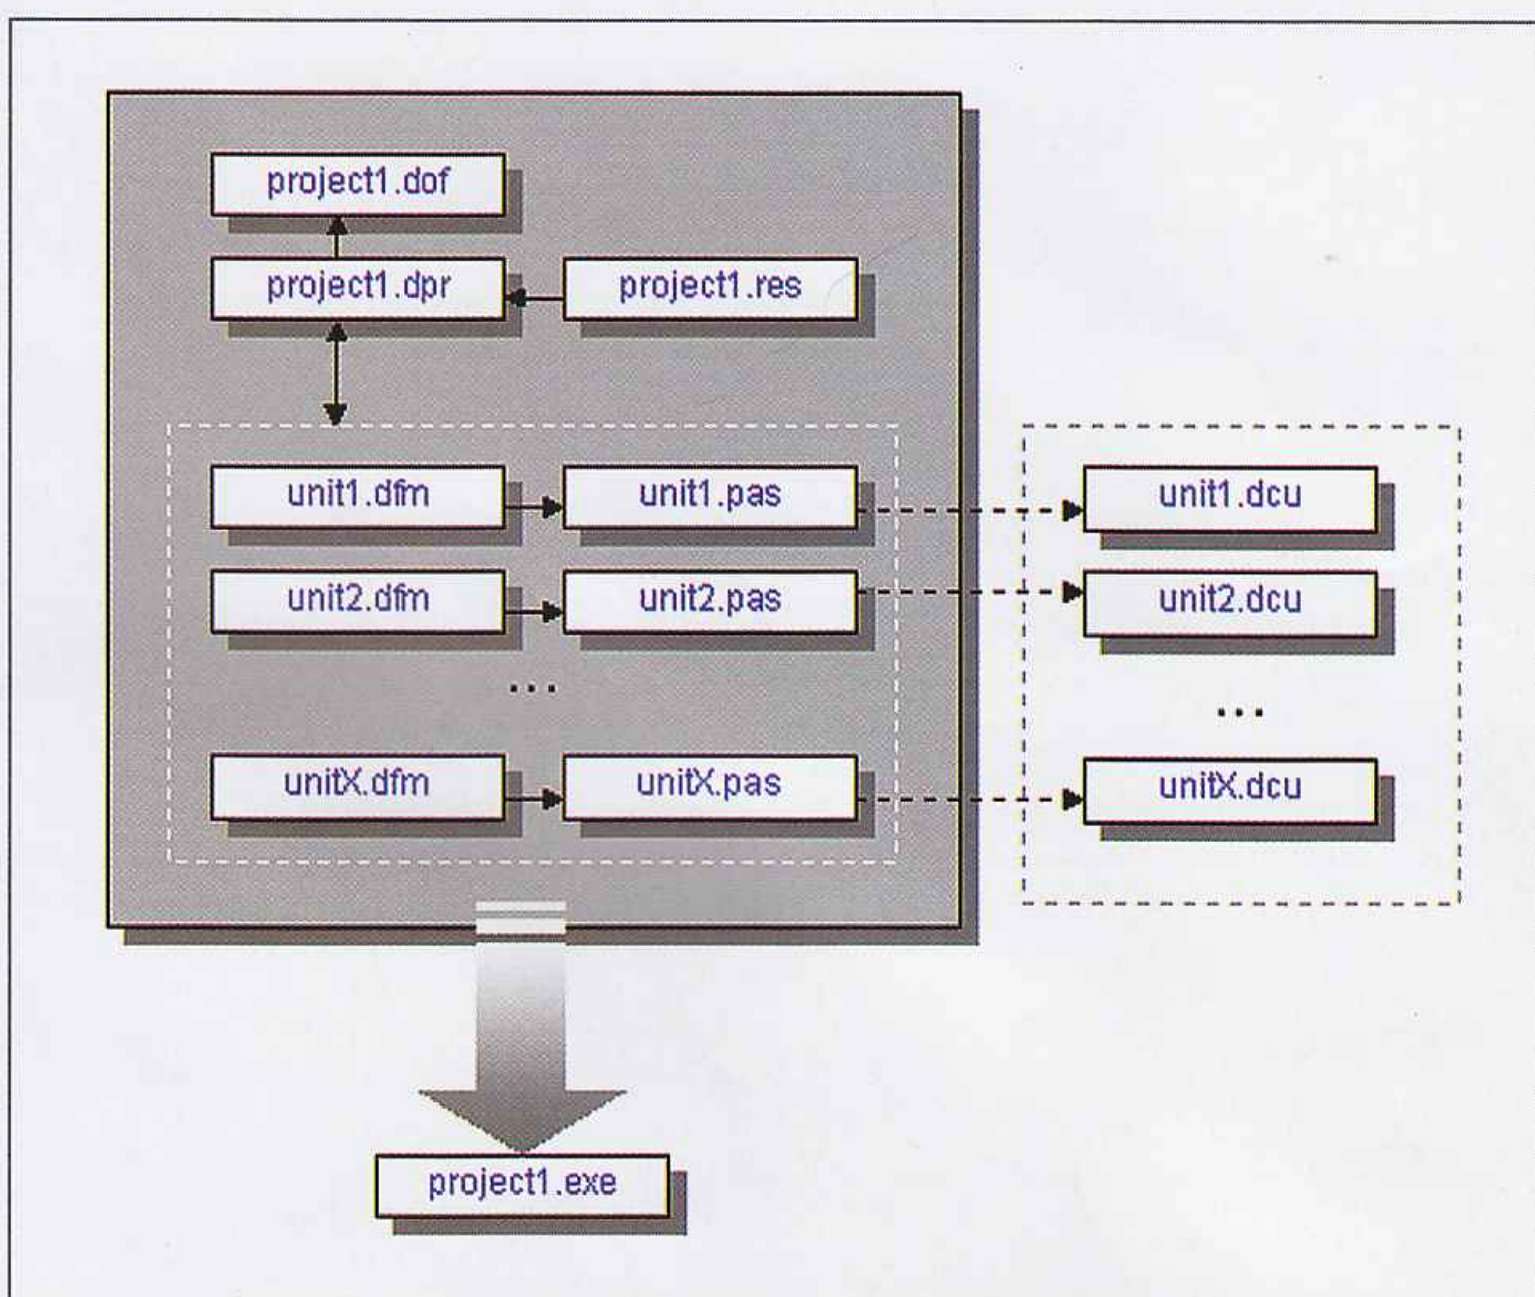 project1.dof
project1.dpr
project1.res
unit1.dfm
unit1.pas
unit1.dcu
unit2.dfm
unit2.pas
unit2.dcu
...
...
unitX.dfm
unitX.pas
unitX.dcu
project1.exe